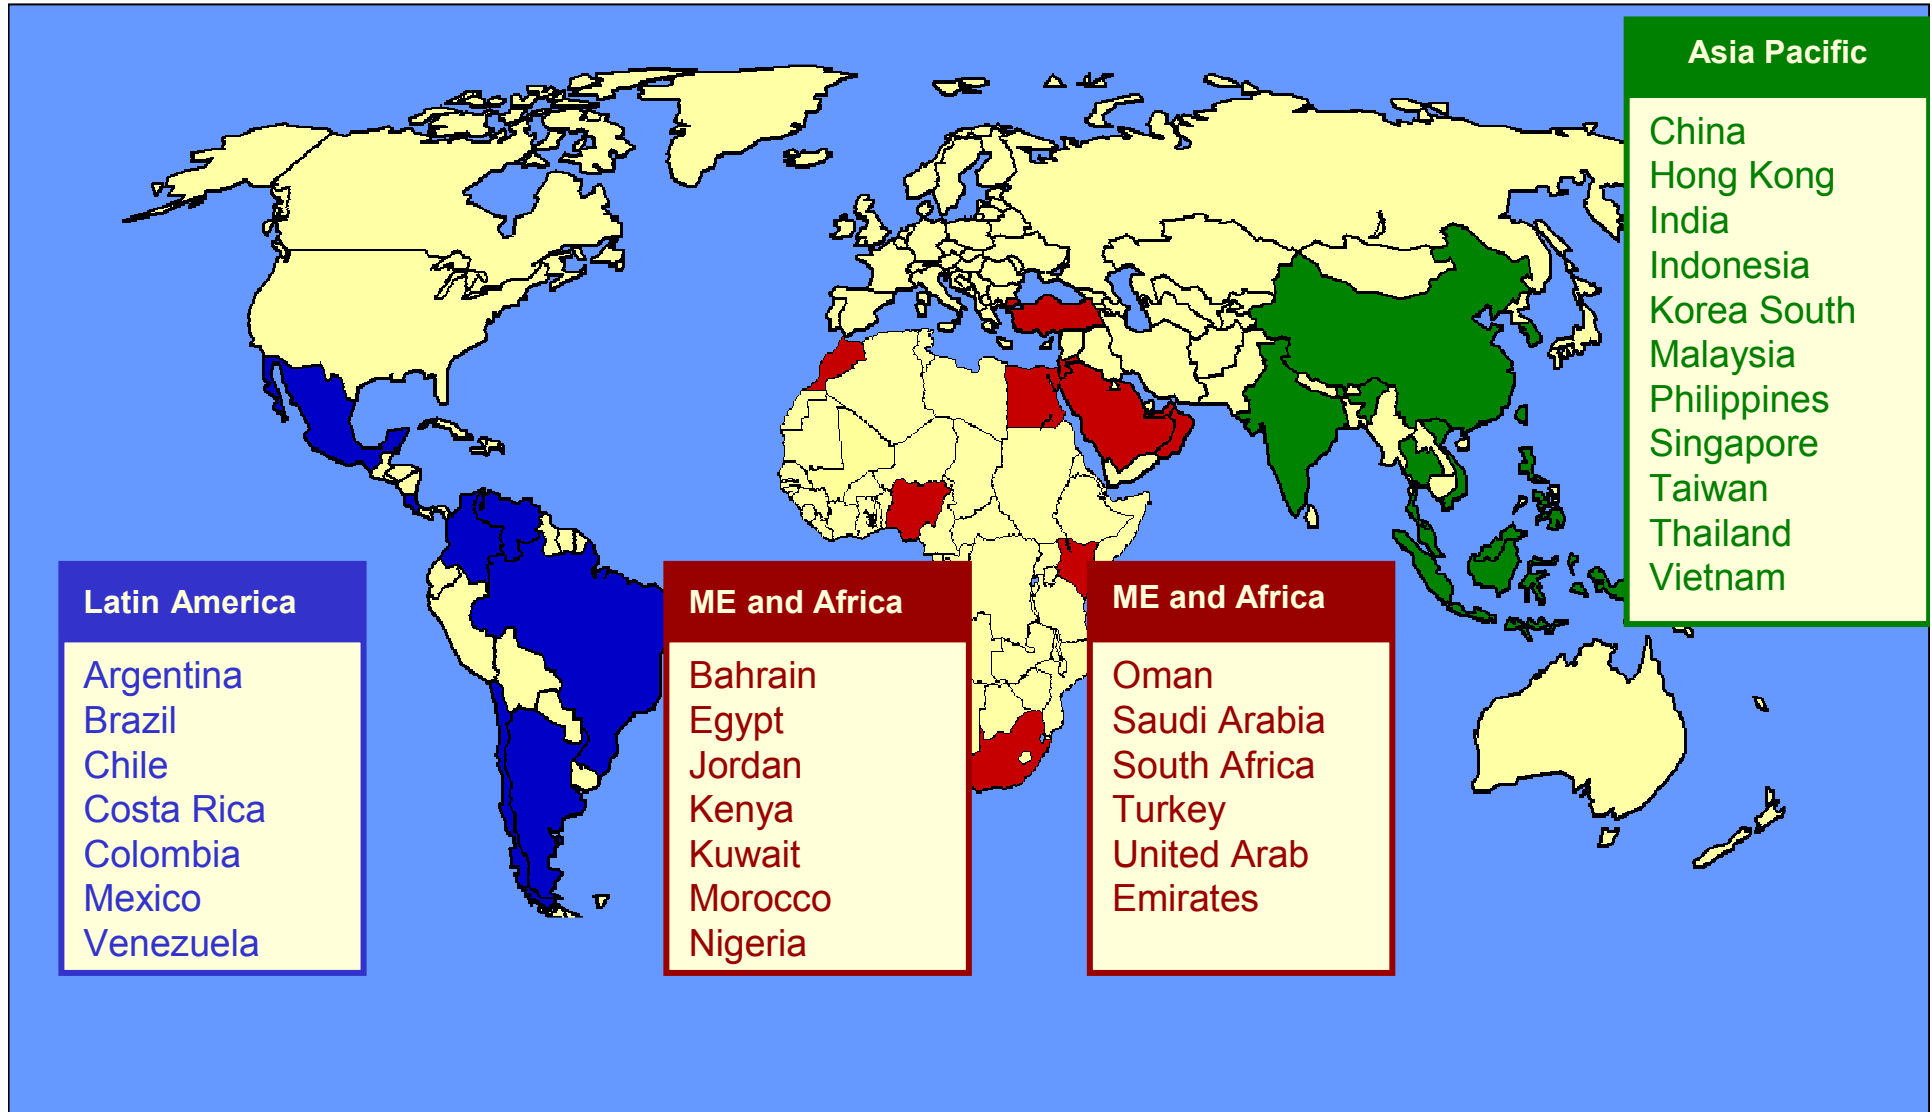 Asia Pacific
China
Hong Kong
India
Indonesia
Korea South
Malaysia
Philippines
Singapore
Taiwan
Thailand
Vietnam
Latin America
Argentina
Brazil
Chile
Costa Rica
Colombia
Mexico
Venezuela
ME and Africa
Bahrain
Egypt
Jordan
Kenya
Kuwait
Morocco
Nigeria
ME and Africa
Oman
Saudi Arabia
South Africa
Turkey
United Arab
Emirates